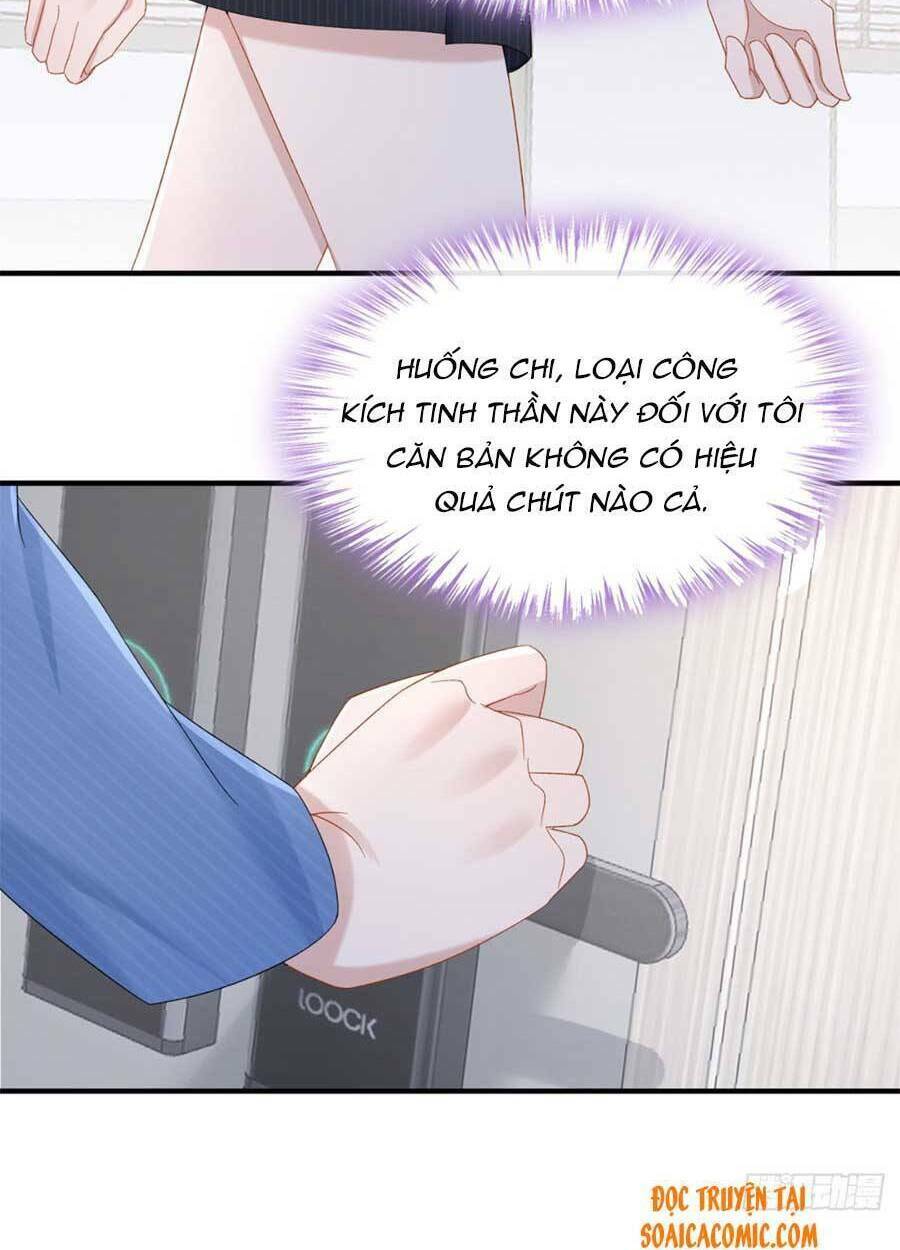 HUỐNG CHI, LOẠI CÔNG
KÍCH TINH THẦN NÀY ĐỐI VỚI TÔI
CĂN BẢN KHÔNG CÓ HIỆU
QUẢ CHÚT NÀO CẢ.
LOOCK
ĐỌC TRUYỆN TẠI
SOAICACOMIC.COM